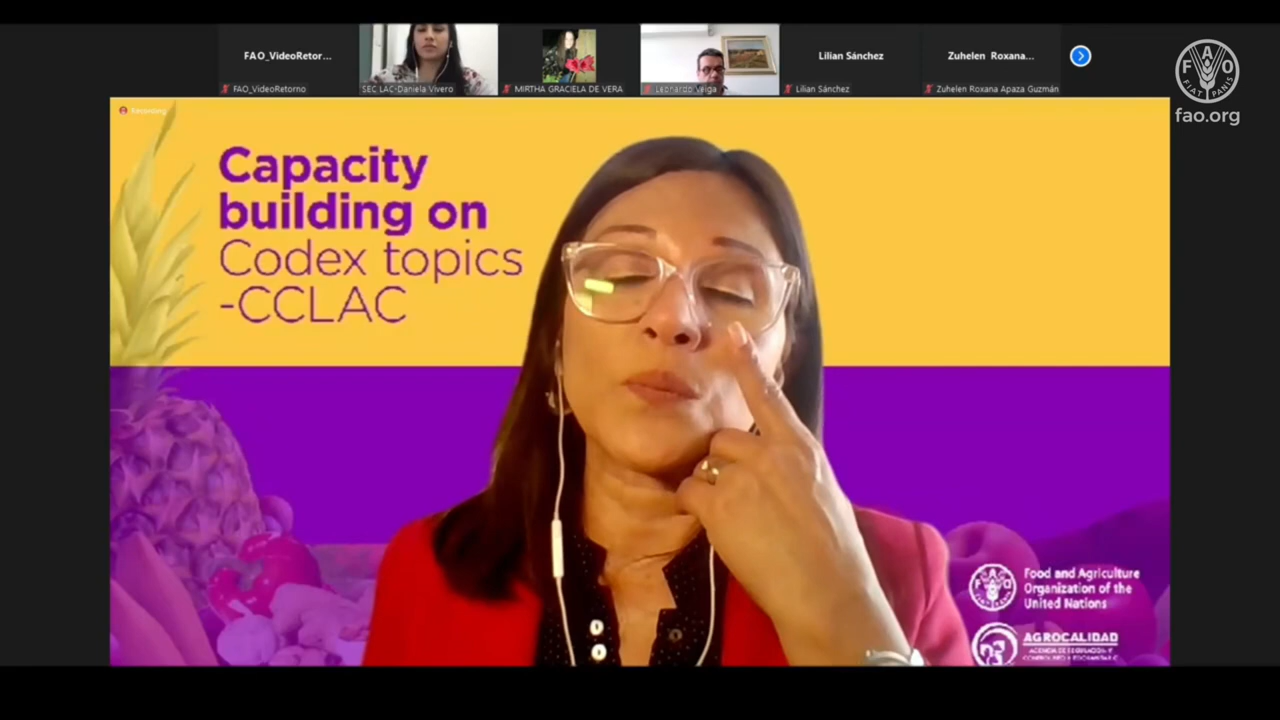 FAO_VideoRetor...
Lilian Sánchez
Zuhelen Roxana...
FAO_VideoRetorno
SEC LAC-Daniela Vivero
MIRTHA GRACIELA DE VERA
Leonardo Veiga
Lilian Sánchez
Zuhelen Roxana Apaza Guzmán
F A O
FIAT PANIS
fao.org
Recording
Capacity
building on
Codex topics
-CCLAC
Food and Agriculture
Organization of the
United Nations
AGROCALIDAD